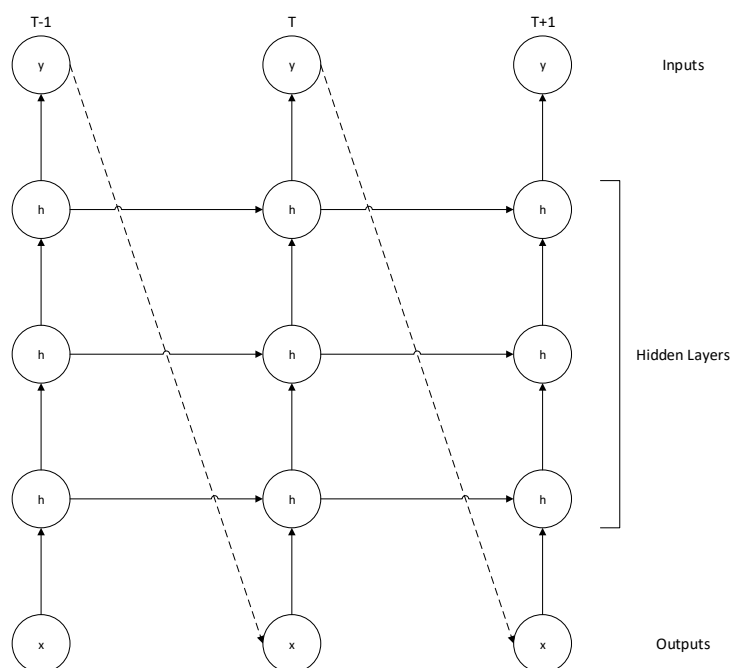 T-1 T T+1
y y y Inputs
h h h
h h h Hidden Layers
h h h
x x x Outputs